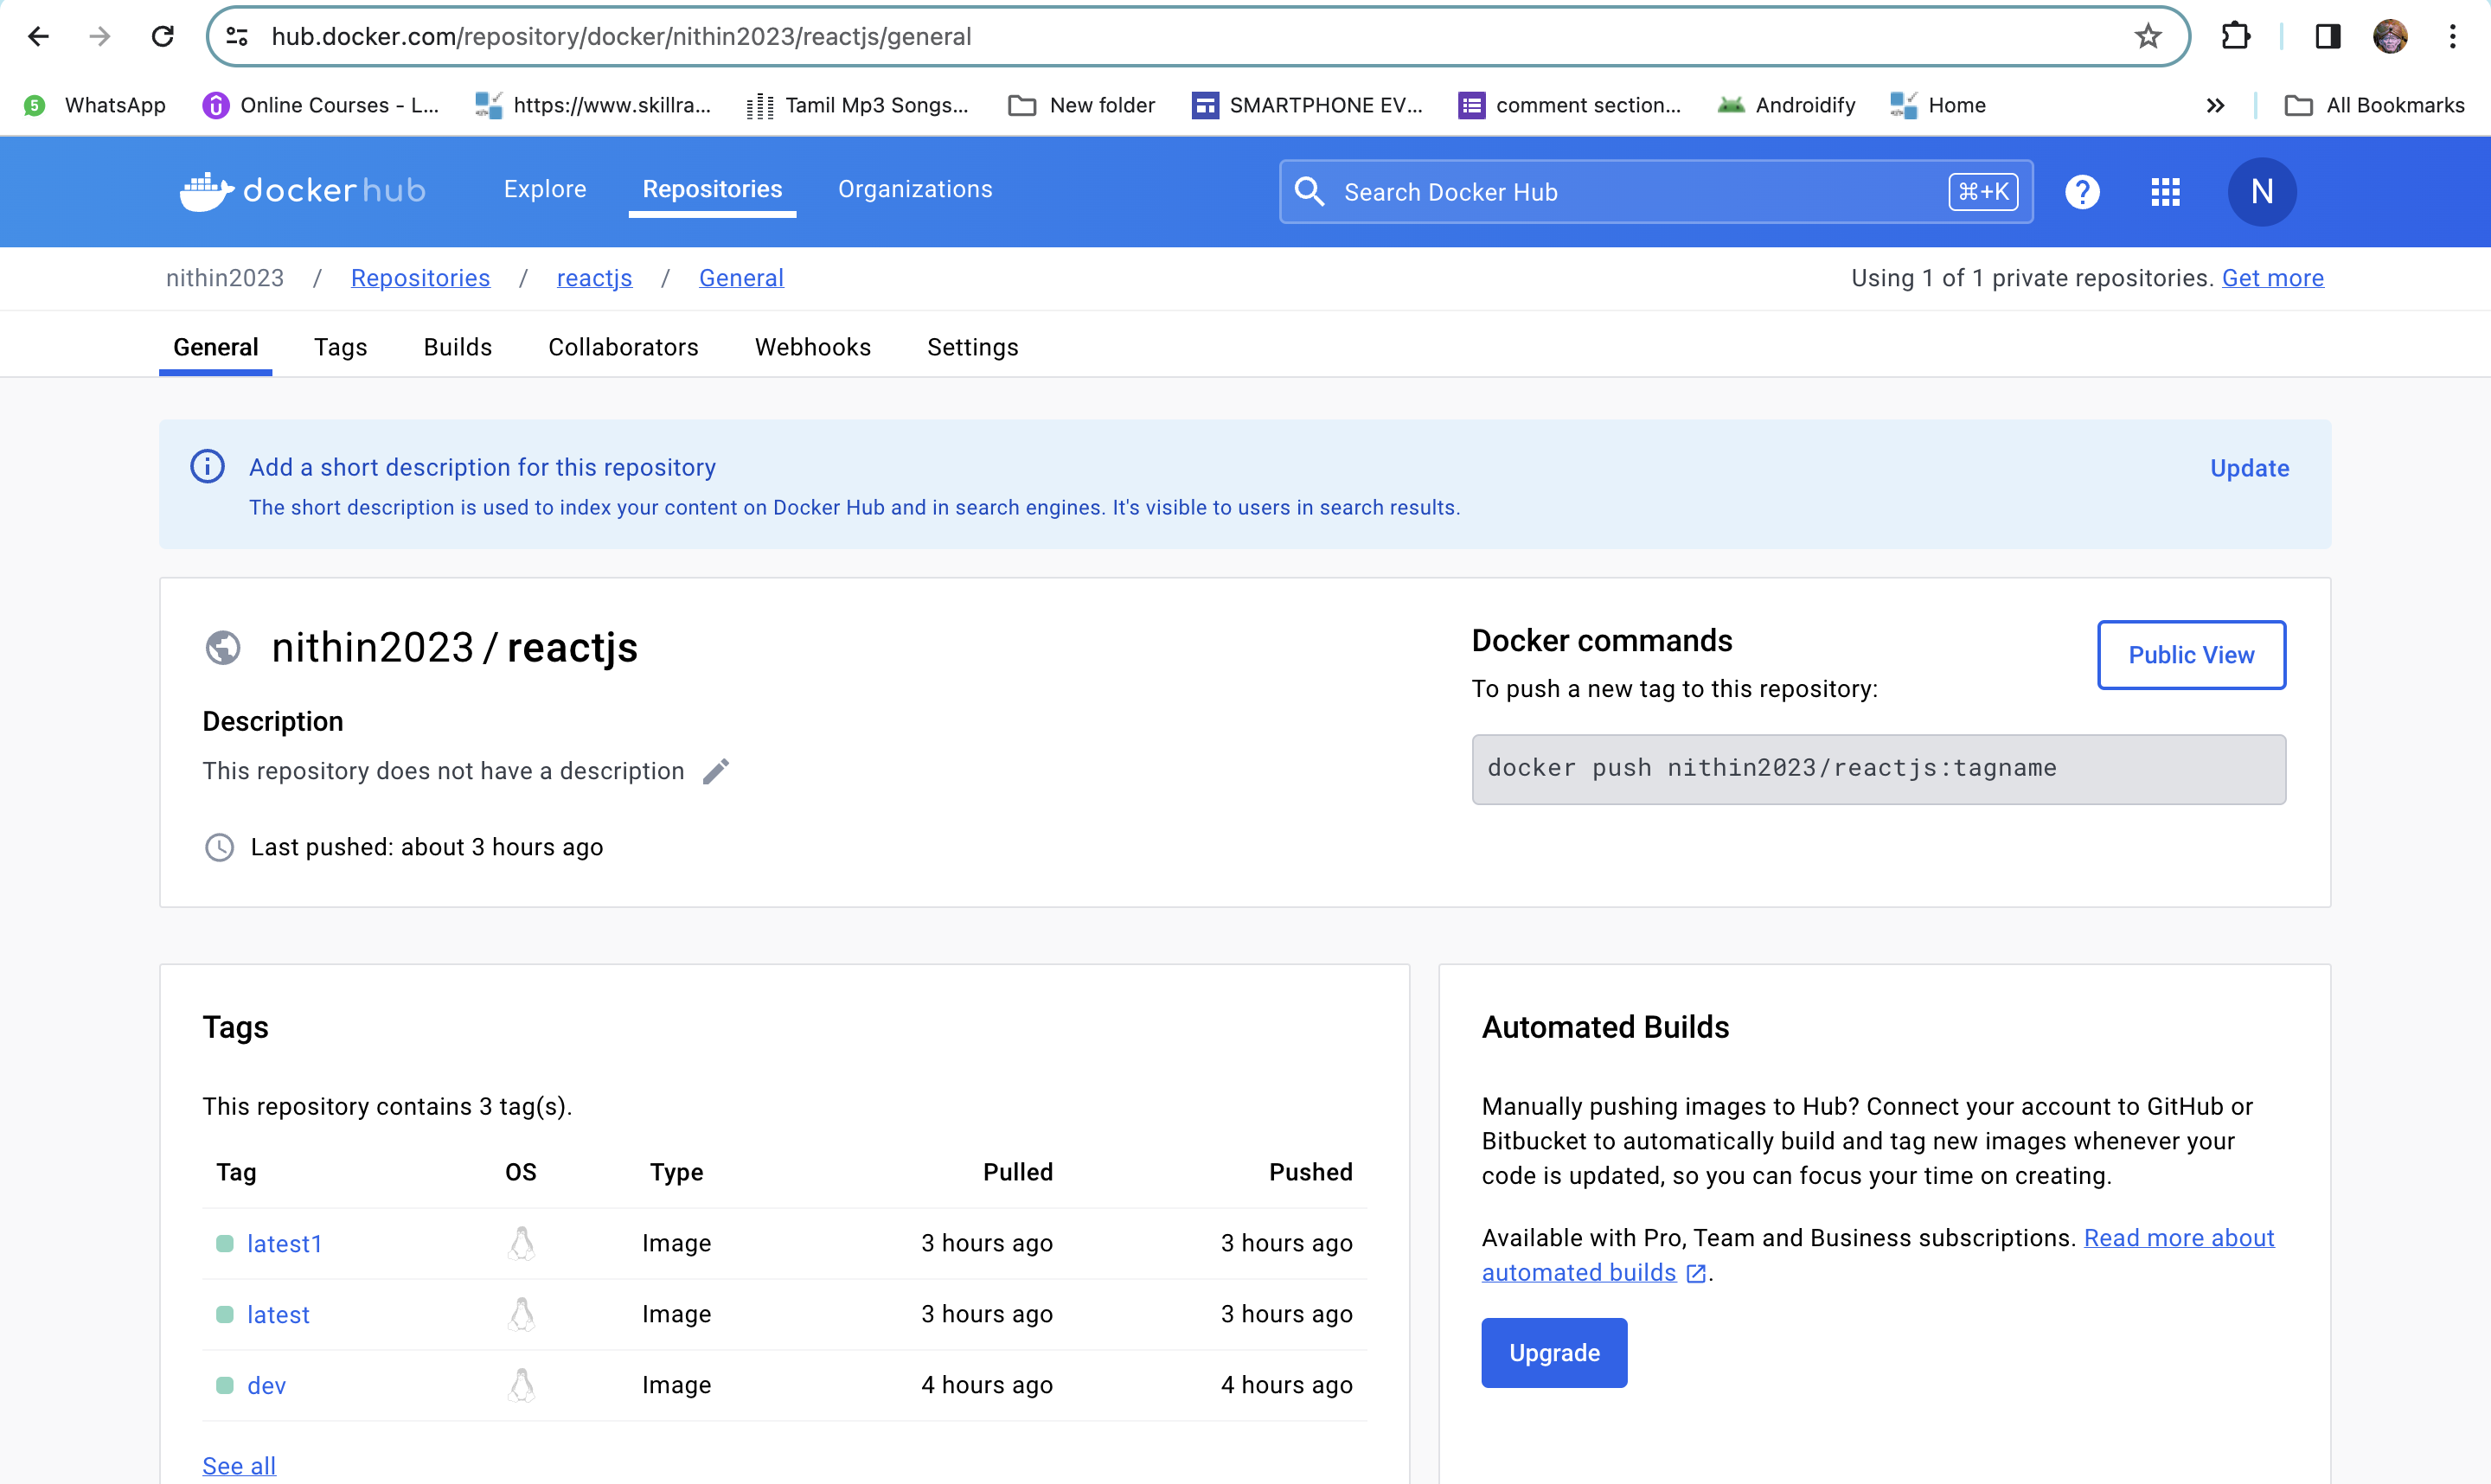 hub.docker.com/repository/docker/nithin2023/reactjs/general
5 WhatsApp Online Courses - L... https://www.skillra... Tamil Mp3 Songs... New folder SMARTPHONE EV... comment section... Androidify Home » All Bookmarks
docker hub Explore Repositories Organizations Search Docker Hub ⌘+K ? N
nithin2023 / Repositories / reactjs / General Using 1 of 1 private repositories. Get more
General Tags Builds Collaborators Webhooks Settings
Add a short description for this repository Update
The short description is used to index your content on Docker Hub and in search engines. It's visible to users in search results.
nithin2023 / reactjs
Description
This repository does not have a description
Last pushed: about 3 hours ago
Docker commands
Public View
To push a new tag to this repository:
docker push nithin2023/reactjs:tagname
Tags
This repository contains 3 tag(s).
Tag OS Type Pulled Pushed
latest1 Image 3 hours ago 3 hours ago
latest Image 3 hours ago 3 hours ago
dev Image 4 hours ago 4 hours ago
See all
Automated Builds
Manually pushing images to Hub? Connect your account to GitHub or
Bitbucket to automatically build and tag new images whenever your
code is updated, so you can focus your time on creating.
Available with Pro, Team and Business subscriptions. Read more about
automated builds .
Upgrade